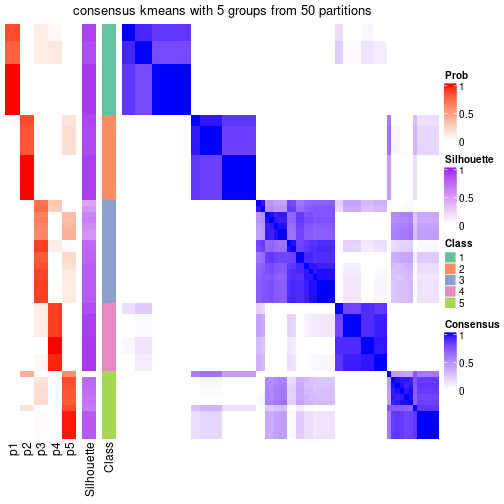 consensus kmeans with 5 groups from 50 partitions
Prob
1
0.5
0
Silhouette
1
0.5
0
Class
1
2
3
4
5
Consensus
1
0.5
0
p1
p2
p3
p4
p5
Silhouette
Class